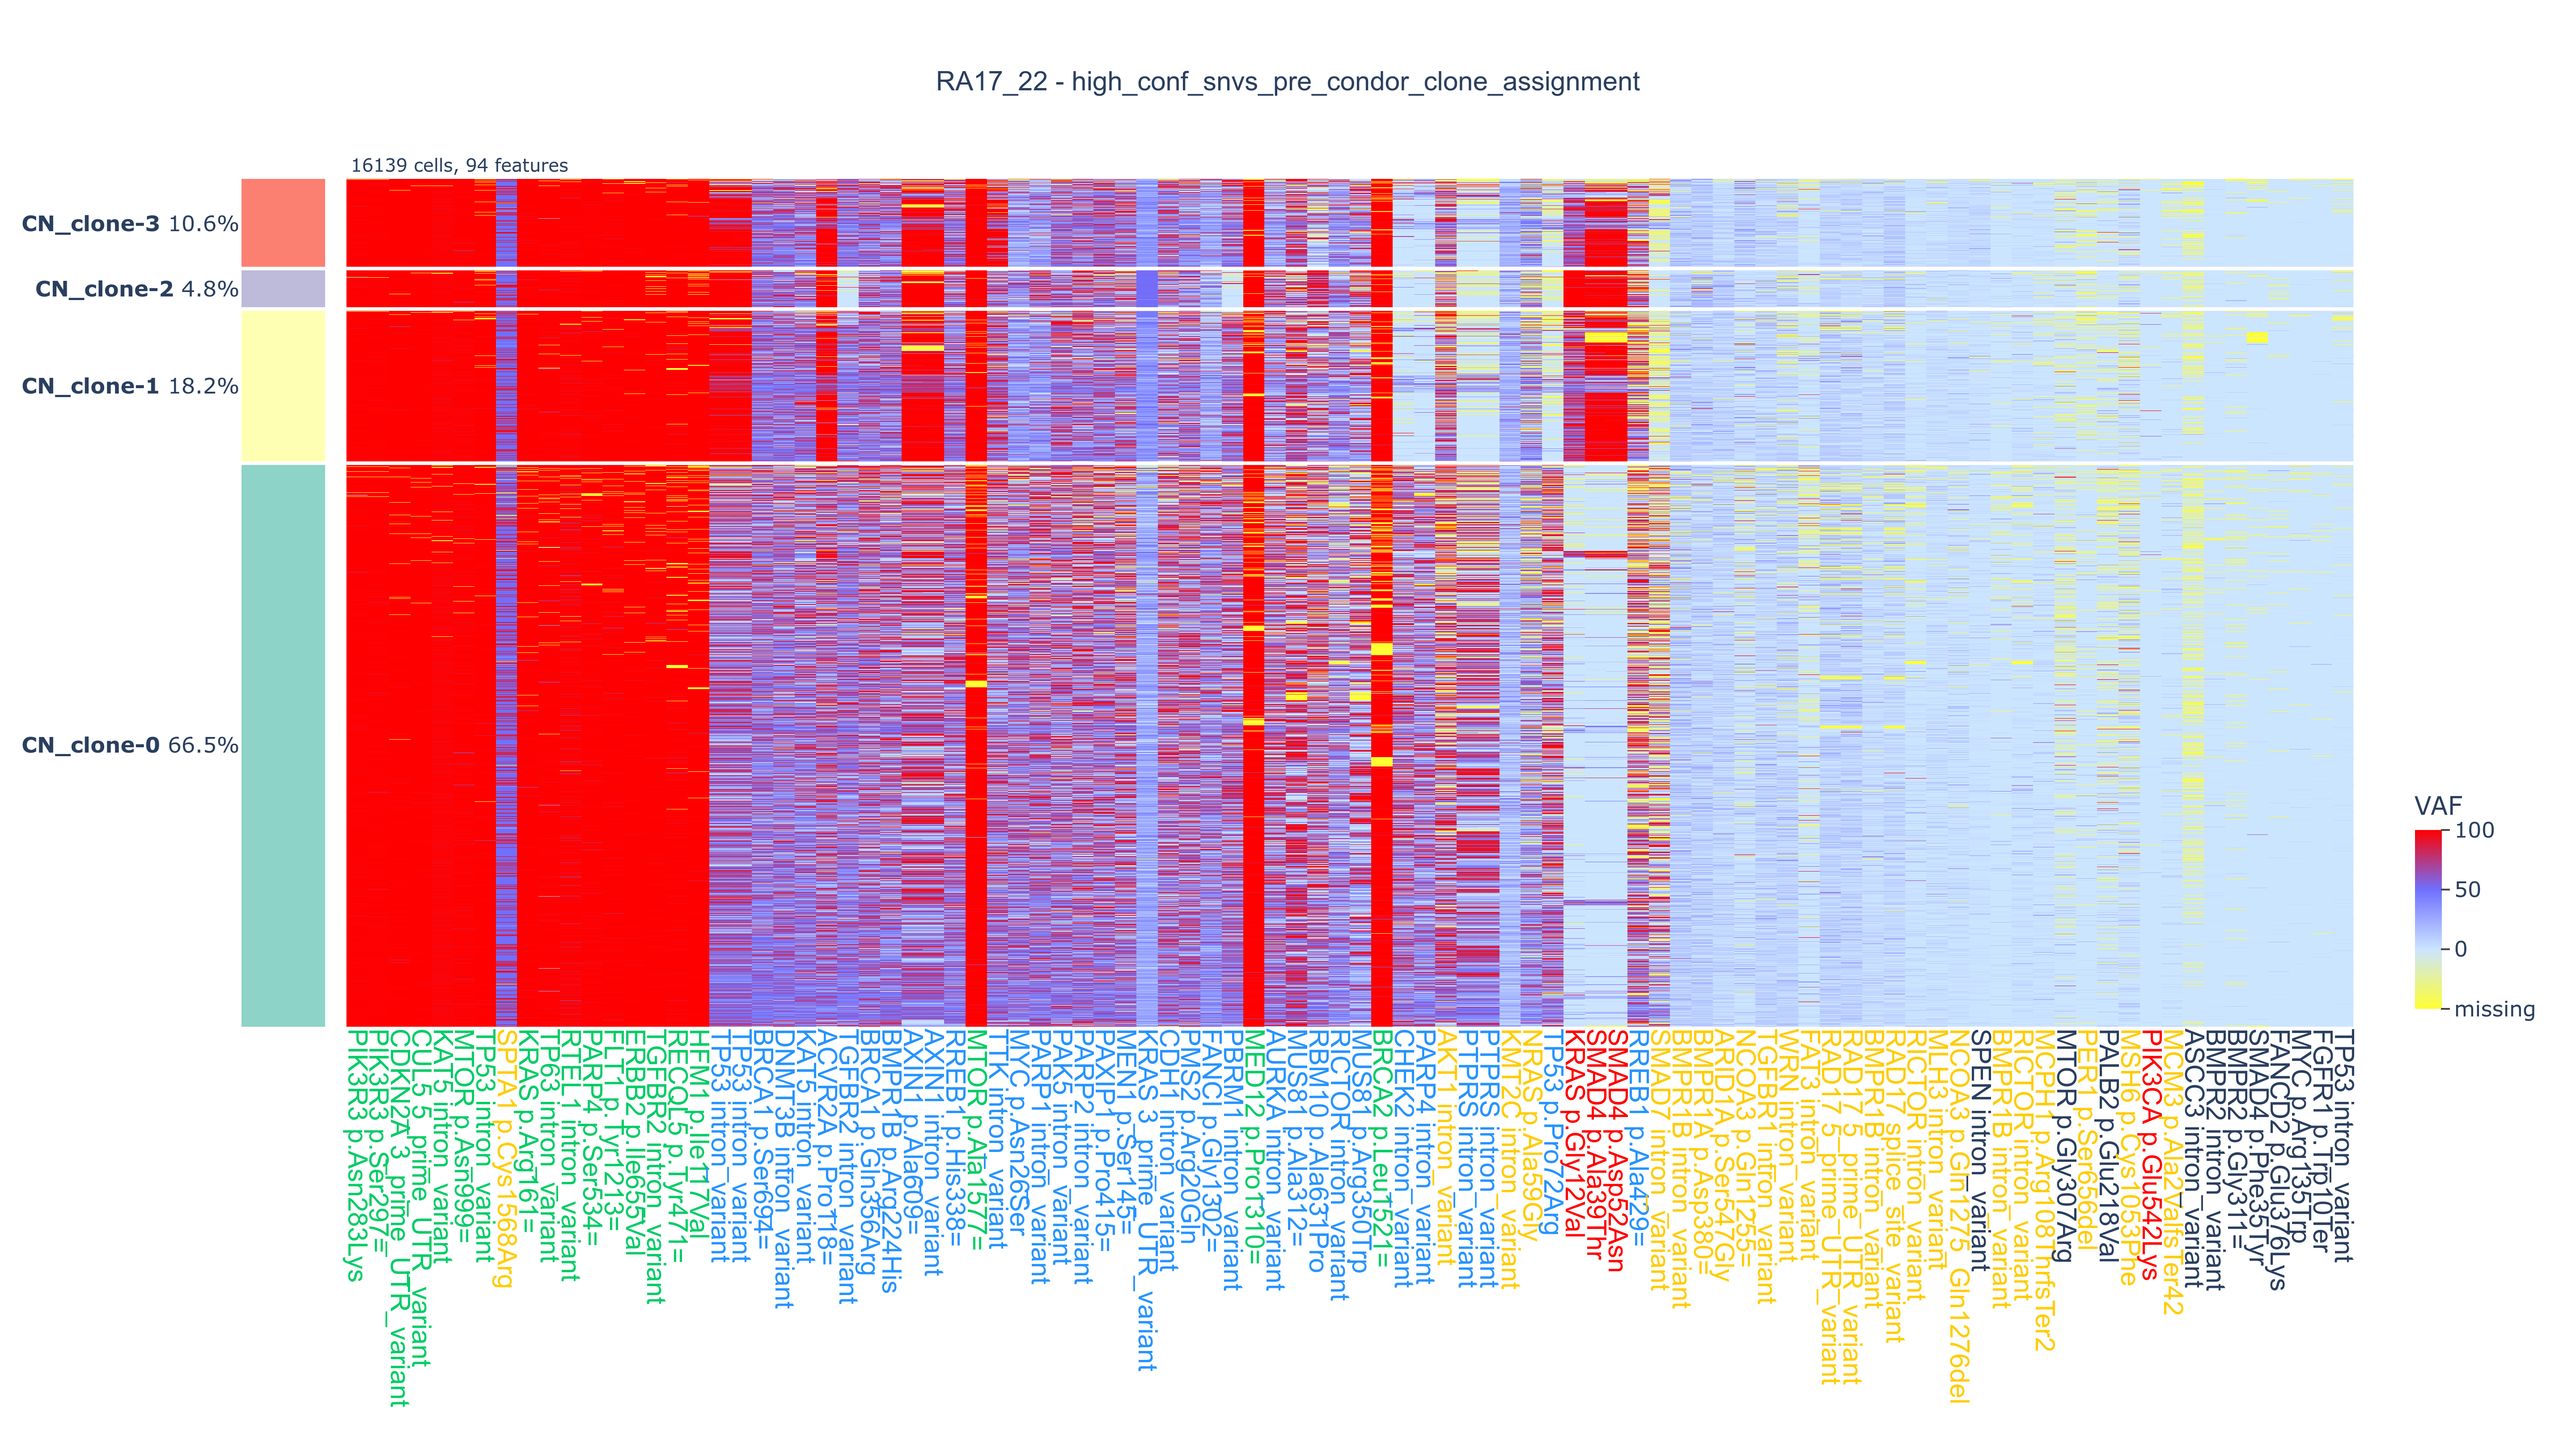 RA17_22 - high_conf_snvs_pre_condor_clone_assignment
16139 cells, 94 features
CN_clone-3 10.6%
CN_clone-2 4.8%
CN_clone-1 18.2%
CN_clone-0 66.5%
VAF
100
50
0
missing
PIK3R3 p.Asn283Lys
PIK3R3 p.Ser297=
CDKN2A 3_prime_UTR_variant
CUL5 5_prime_UTR_variant
KAT5 intron_variant
MTOR p.Asn999=
TP53 intron_variant
SPTA1 p.Cys1568Arg
KRAS p.Arg161=
TP63 intron_variant
RTEL1 intron_variant
PARP4 p.Ser534=
FLT1 p.Tyr1213=
ERBB2 p.Ile655Val
TGFBR2 intron_variant
RECQL5 p.Tyr471=
HFM1 p.Ile117Val
TP53 intron_variant
TP53 intron_variant
BRCA1 p.Ser694=
DNMT3B intron_variant
KAT5 intron_variant
ACVR2A p.Pro118=
TGFBR2 intron_variant
BRCA1 p.Gln356Arg
BMPR1B p.Arg224His
AXIN1 p.Ala609=
AXIN1 intron_variant
RREB1 p.His338=
MTOR p.Ala1577=
TTK intron_variant
MYC p.Asn26Ser
PARP1 intron_variant
PAK5 intron_variant
PARP2 intron_variant
PAXIP1 p.Pro415=
MEN1 p.Ser145=
KRAS 3_prime_UTR_variant
CDH1 intron_variant
PMS2 p.Arg20Gln
FANCI p.Gly1302=
PBRM1 intron_variant
MED12 p.Pro1310=
AURKA intron_variant
MUS81 p.Ala312=
RBM10 p.Ala631Pro
RICTOR intron_variant
MUS81 p.Arg350Trp
BRCA2 p.Leu1521=
CHEK2 intron_variant
PARP4 intron_variant
AKT1 intron_variant
PTPRS intron_variant
PTPRS intron_variant
KMT2C intron_variant
NRAS p.Ala59Gly
TP53 p.Pro72Arg
KRAS p.Gly12Val
SMAD4 p.Ala39Thr
SMAD4 p.Asp52Asn
RREB1 p.Ala429=
SMAD7 intron_variant
BMPR1B intron_variant
BMPR1A p.Asp380=
ARID1A p.Ser547Gly
NCOA3 p.Gln1255=
TGFBR1 intron_variant
WRN intron_variant
FAT3 intron_variant
RAD17 5_prime_UTR_variant
RAD17 5_prime_UTR_variant
BMPR1B intron_variant
RAD17 splice_site_variant
RICTOR intron_variant
MLH3 intron_variant
NCOA3 p.Gln1275_Gln1276del
SPEN intron_variant
BMPR1B intron_variant
RICTOR intron_variant
MCPH1 p.Arg108ThrfsTer2
MTOR p.Gly307Arg
PER1 p.Ser656del
PALB2 p.Glu218Val
MSH6 p.Cys1053Phe
PIK3CA p.Glu542Lys
MCM3 p.Ala2ValfsTer42
ASCC3 intron_variant
BMPR2 intron_variant
BMPR2 p.Gly311=
SMAD4 p.Phe35Tyr
FANCD2 p.Glu376Lys
MYC p.Arg135Trp
FGFR1 p.Trp10Ter
TP53 intron_variant